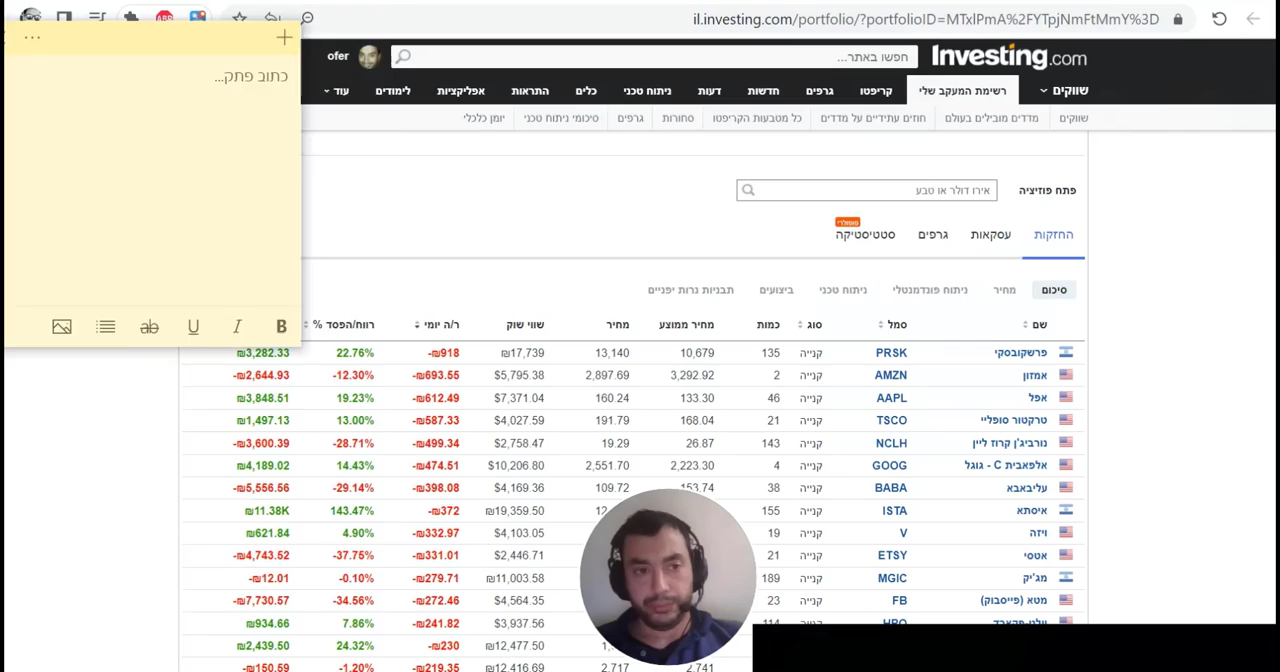 il.investing.com/portfolio/?portfolioID=MTxlPmA%2FYTpjNmFtMmY%3D
ABP
...
+
כתוב פתק...
B I U ab
Investing.com
חפשו באתר...
ofer
שווקים רשימת המעקב שלי קריפטו גרפים חדשות דעות ניתוח טכני כלים התראות אפליקציות לימודים עוד
שווקים מדדים מובילים בעולם חוזים עתידיים על מדדים כל מטבעות הקריפטו סחורות גרפים סיכומי ניתוח טכני יומן כלכלי
פתח פוזיציה אירו דולר או טבע
פופולרי
החזקות עסקאות גרפים סטטיסטיקה
סיכום מחיר ניתוח פונדמנטלי ניתוח טכני ביצועים תבניות נרות יפניים
שם סמל סוג כמות מחיר ממוצע מחיר שווי שוק ר/ה יומי רווח/הפסד %
פרשקובסקי PRSK קנייה 135 10,679 13,140 ₪17,739 -₪918 22.76% ₪3,282.33
אמזון AMZN קנייה 2 3,292.92 2,897.69 $5,795.38 -₪693.55 -12.30% -₪2,644.93
אפל AAPL קנייה 46 133.30 160.24 $7,371.04 -₪612.49 19.23% ₪3,848.51
טרקטור סופליי TSCO קנייה 21 168.04 191.79 $4,027.59 -₪587.33 13.00% ₪1,497.13
נורביג'ן קרוז ליין NCLH קנייה 143 26.87 19.29 $2,758.47 -₪499.34 -28.71% -₪3,600.39
אלפאבית C - גוגל GOOG קנייה 4 2,223.30 2,551.70 $10,206.80 -₪474.51 14.43% ₪4,189.02
עליבאבא BABA קנייה 38 153.74 109.72 $4,169.36 -₪398.08 -29.14% -₪5,556.56
איסתא ISTA קנייה 155 ₪19,359.50 -₪372 143.47% ₪11.38K
ויזה V קנייה 19 $4,103.05 -₪332.97 4.90% ₪621.84
אטסי ETSY קנייה 21 $2,446.71 -₪331.01 -37.75% -₪4,743.52
מג'יק MGIC קנייה 189 ₪11,003.58 -₪279.71 -0.10% -₪12.01
מטא (פייסבוק) FB קנייה 23 $4,564.35 -₪272.46 -34.56% -₪7,730.57
$3,937.56 -₪241.82 7.86% ₪934.66
₪12,477.50 -₪230 24.32% ₪2,439.50
2,741 2,717 ₪12,416.69 -₪219.35 -1.20% -₪150.59